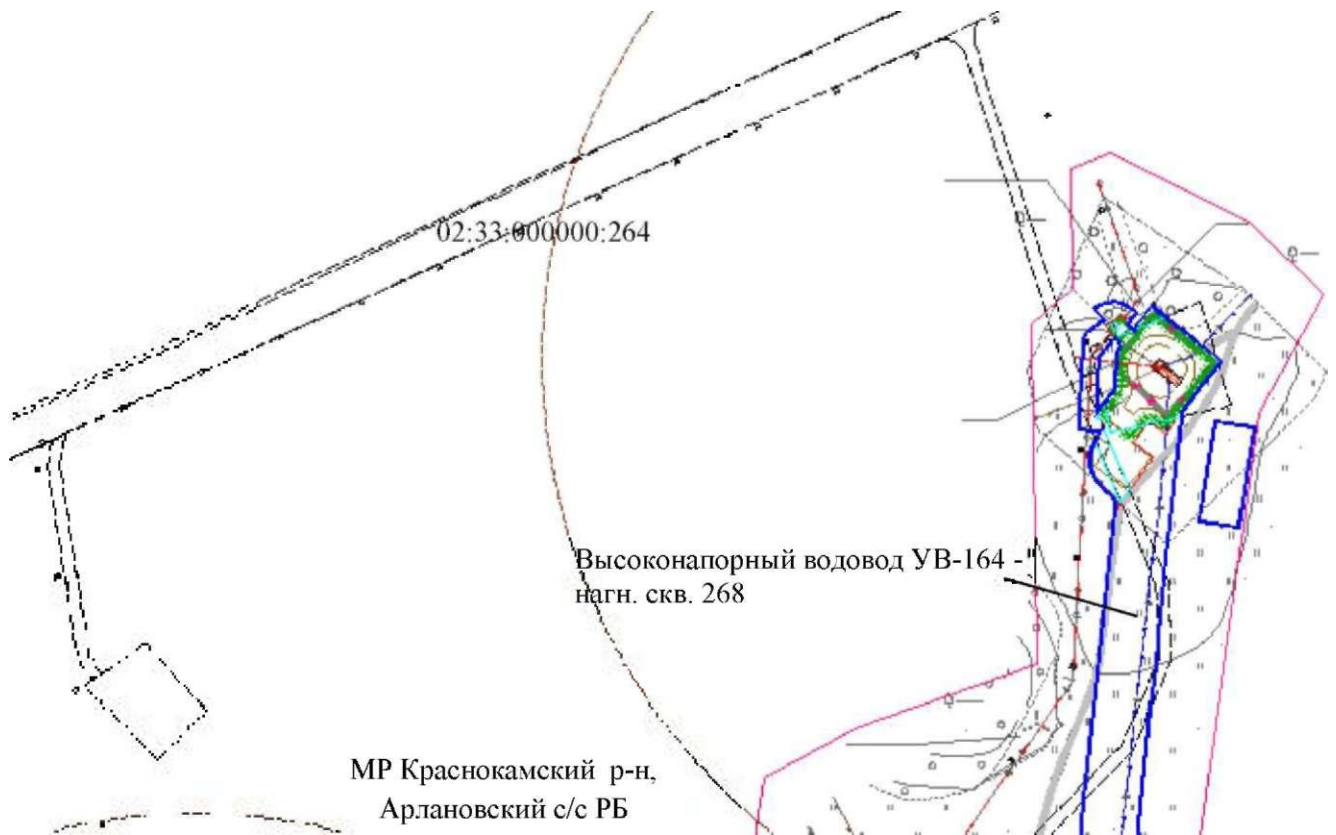 02:33:000000:264
Высоконапорный водовод УВ-164 -
нагн. скв. 268
МР Краснокамский р-н,
Арлановский с/с РБ